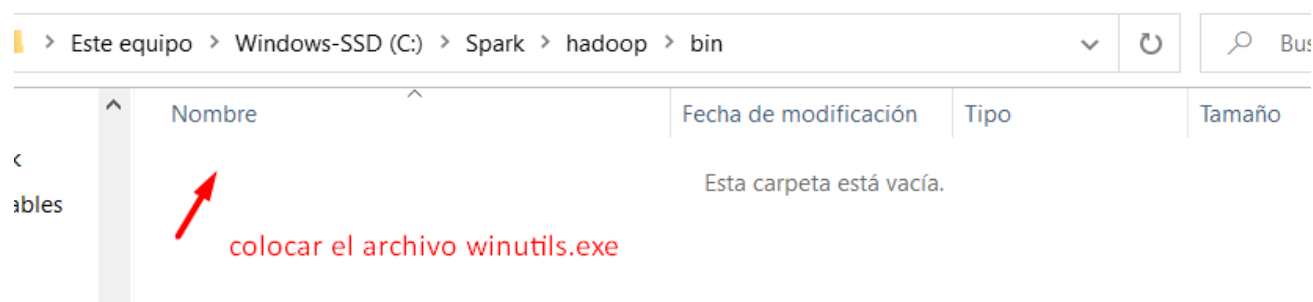 Este equipo > Windows-SSD (C:) > Spark > hadoop > bin
Bus
Nombre Fecha de modificación Tipo Tamaño
k
Esta carpeta está vacía.
ables
colocar el archivo winutils.exe